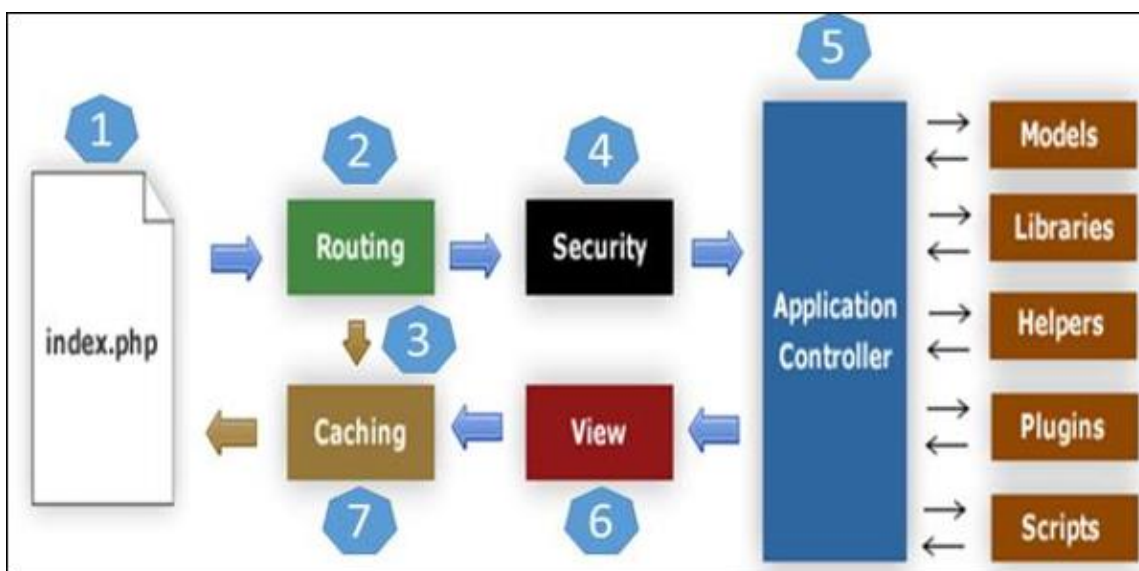 5
1
2
4
Models
Routing
Security
Libraries
index.php
3
Application
Controller
Helpers
Caching
View
Plugins
7
6
Scripts